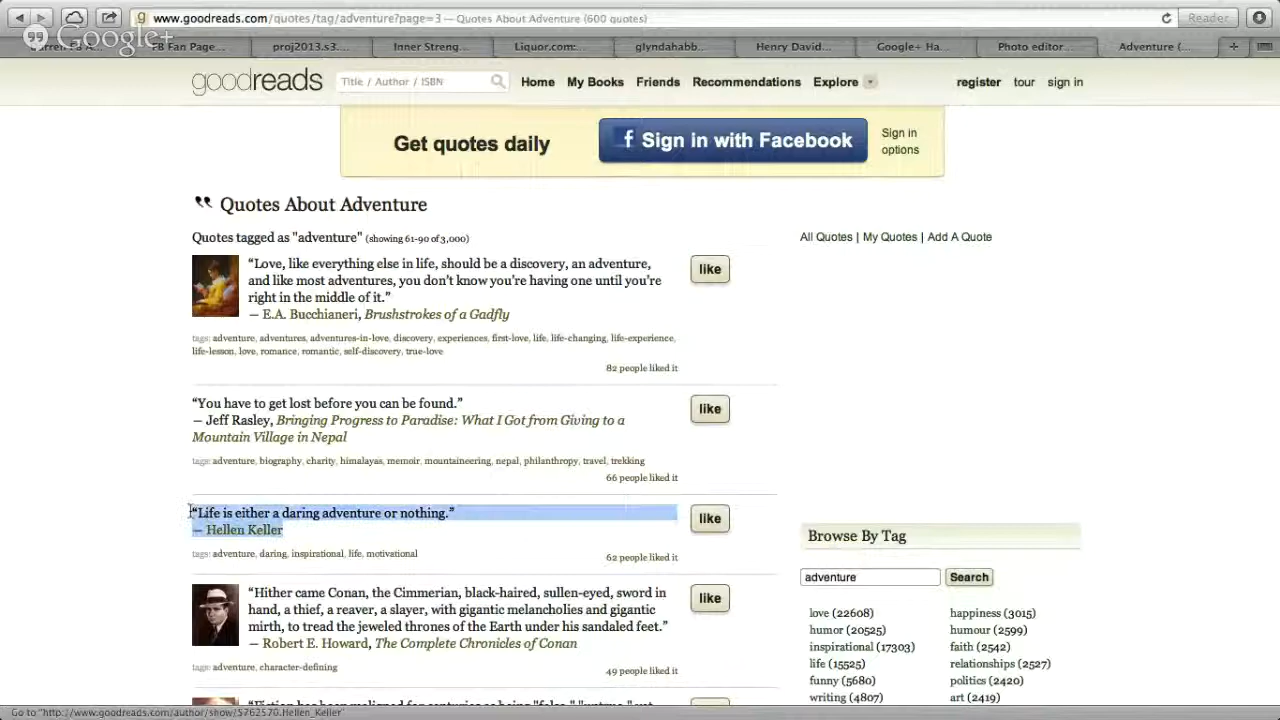 www.goodreads.com/quotes/tag/adventure?page=3 — Quotes About Adventure (600 quotes)
Reader
Google+
FB Fan Page...
proj2013.s3....
Inner Streng...
Liquor.com:...
glyndahabb...
Henry David...
Google+ Ha...
Photo editor...
Adventure (...
goodreads
Title / Author / ISBN
Home
My Books
Friends
Recommendations
Explore
register
tour
sign in
Get quotes daily
f Sign in with Facebook
Sign in
options
" Quotes About Adventure
Quotes tagged as "adventure" (showing 61-90 of 3,000)
All Quotes | My Quotes | Add A Quote
“Love, like everything else in life, should be a discovery, an adventure,
and like most adventures, you don’t know you’re having one until you’re
right in the middle of it.”
― E.A. Bucchianeri, Brushstrokes of a Gadfly
like
tags: adventure, adventures, adventures-in-love, discovery, experiences, first-love, life, life-changing, life-experience,
life-lesson, love, romance, romantic, self-discovery, true-love
82 people liked it
“You have to get lost before you can be found.”
― Jeff Rasley, Bringing Progress to Paradise: What I Got from Giving to a
Mountain Village in Nepal
like
tags: adventure, biography, charity, himalayas, memoir, mountaineering, nepal, philanthropy, travel, trekking
66 people liked it
“Life is either a daring adventure or nothing.”
― Hellen Keller
like
tags: adventure, daring, inspirational, life, motivational
62 people liked it
“Hither came Conan, the Cimmerian, black-haired, sullen-eyed, sword in
hand, a thief, a reaver, a slayer, with gigantic melancholies and gigantic
mirth, to tread the jeweled thrones of the Earth under his sandaled feet.”
― Robert E. Howard, The Complete Chronicles of Conan
like
tags: adventure, character-defining
49 people liked it
Browse By Tag
adventure
Search
love (22608)
humor (20525)
inspirational (17303)
life (15525)
funny (5680)
writing (4807)
happiness (3015)
humour (2599)
faith (2542)
relationships (2527)
politics (2420)
art (2419)
Go to "http://www.goodreads.com/author/show/5762570.Hellen_Keller"